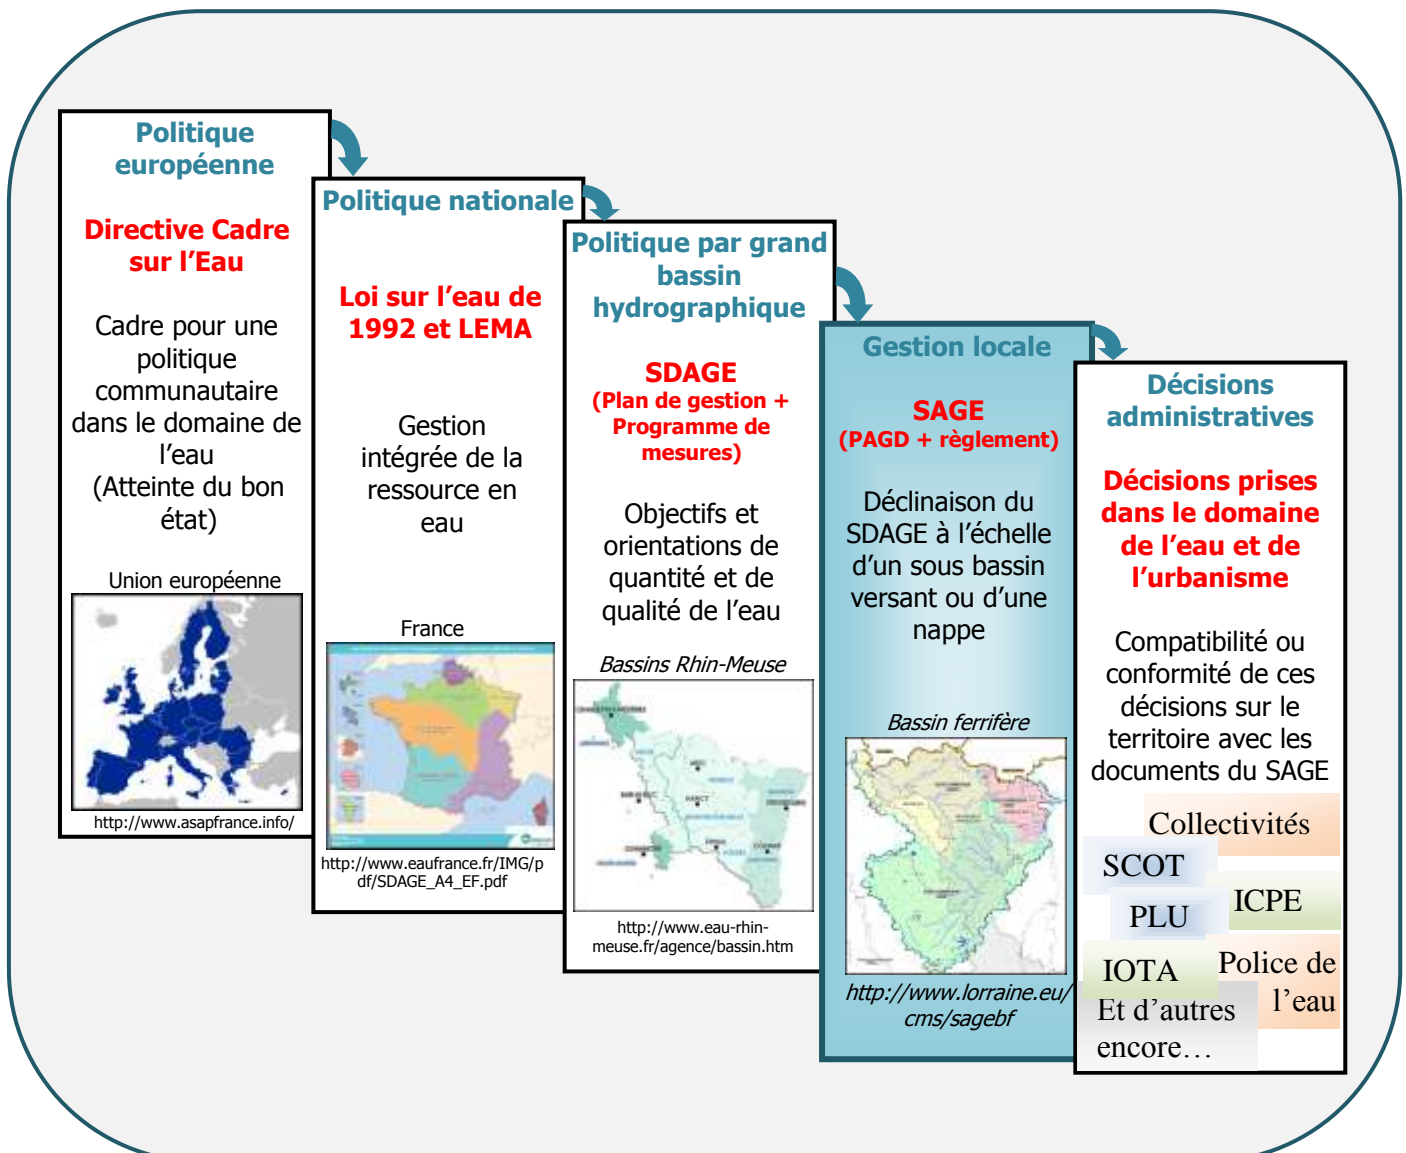 Politique
européenne
Directive Cadre
sur l’Eau
Cadre pour une
politique
communautaire
dans le domaine de
l’eau
(Atteinte du bon
état)
Union européenne
http://www.asapfrance.info/
Politique nationale
Loi sur l’eau de
1992 et LEMA
Gestion
intégrée de la
ressource en
eau
France
http://www.eaufrance.fr/IMG/p
df/SDAGE_A4_EF.pdf
Politique par grand
bassin
hydrographique
SDAGE
(Plan de gestion +
Programme de
mesures)
Objectifs et
orientations de
quantité et de
qualité de l’eau
Bassins Rhin-Meuse
METZ
NANCY
EPINAL
COLMAR
http://www.eau-rhin-
meuse.fr/agence/bassin.htm
Gestion locale
SAGE
(PAGD + règlement)
Déclinaison du
SDAGE à l’échelle
d’un sous bassin
versant ou d’une
nappe
Bassin ferrifère
http://www.lorraine.eu/
cms/sagebf
Décisions
administratives
Décisions prises
dans le domaine
de l’eau et de
l’urbanisme
Compatibilité ou
conformité de ces
décisions sur le
territoire avec les
documents du SAGE
Collectivités
SCOT
ICPE
PLU
IOTA
Police de
l’eau
Et d’autres
encore…